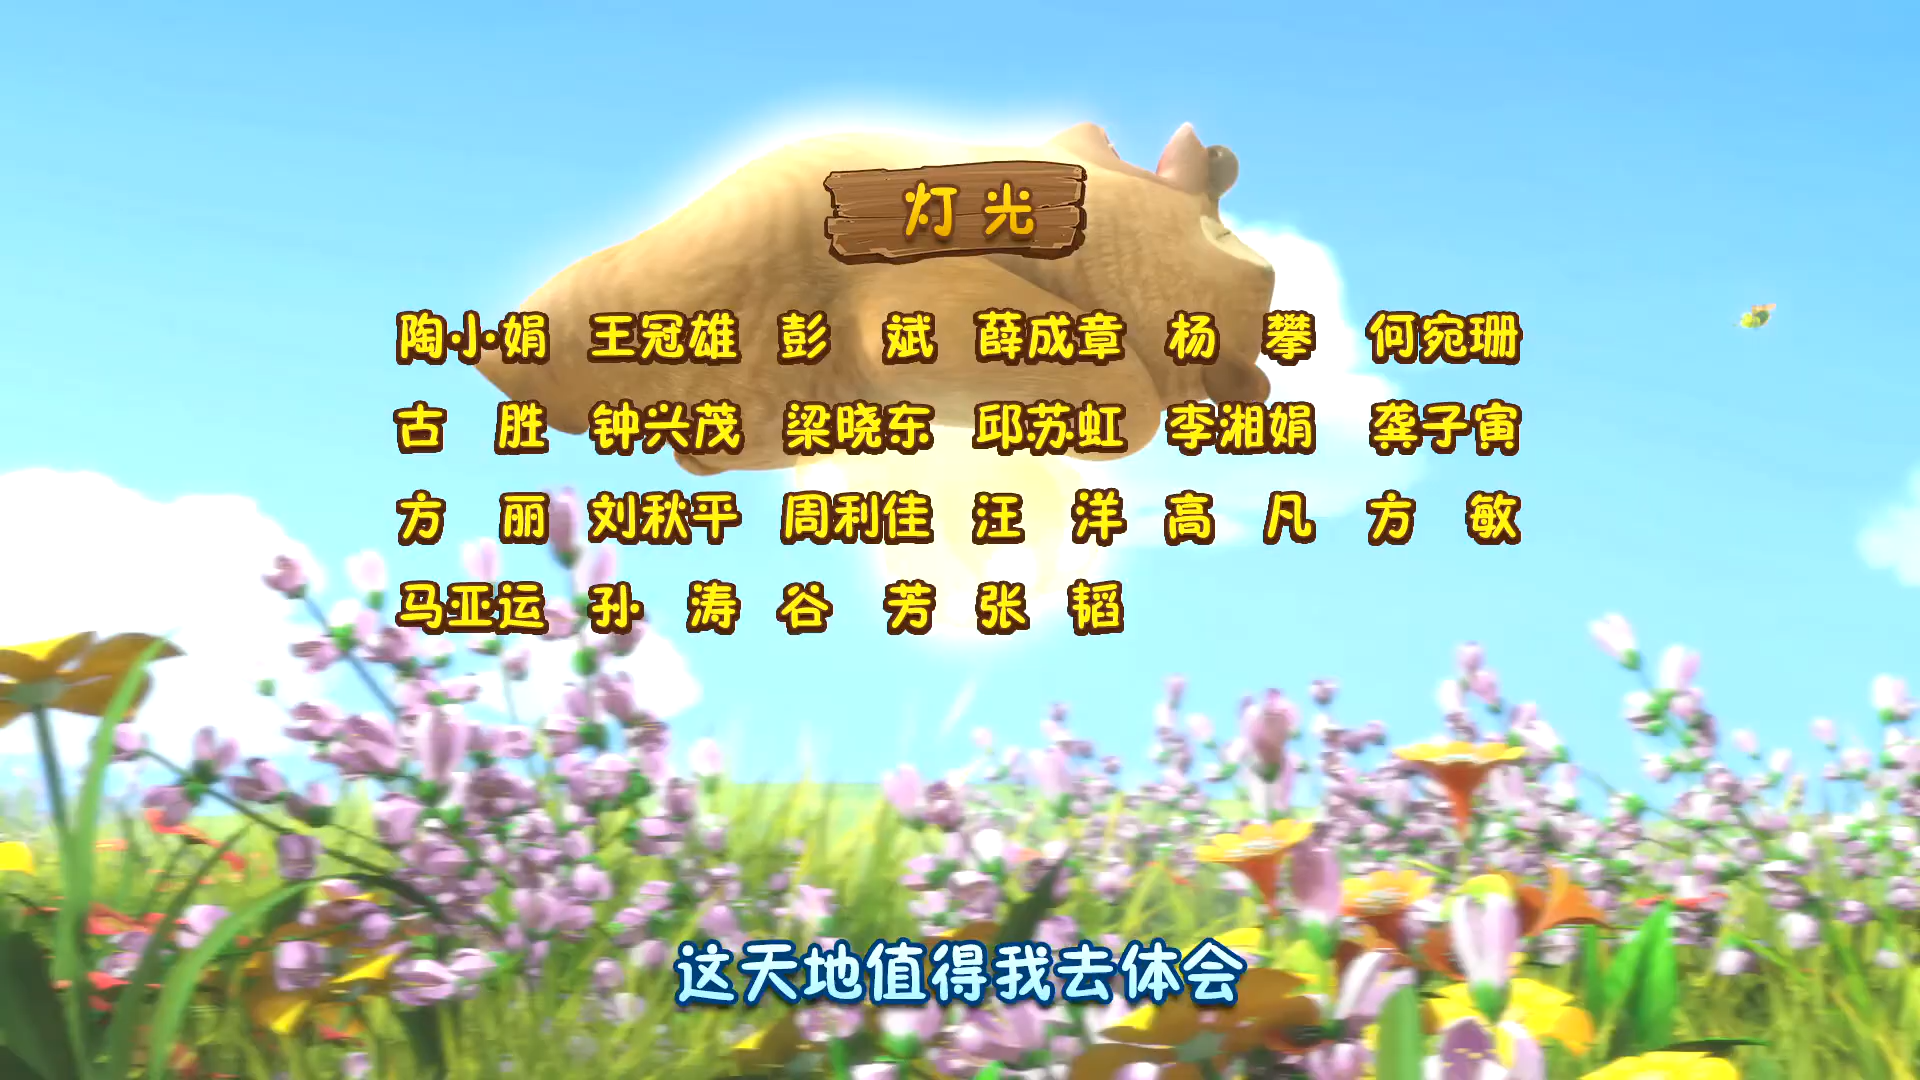 灯光
陶小娟 王冠雄 彭斌 薛成章 杨攀 何宛珊
古胜 钟兴茂 梁晓东 邱苏虹 李湘娟 龚子寅
方丽 刘秋平 周利佳 汪洋 高凡 方敏
马亚运 孙涛 谷芳 张韬
这天地值得我去体会